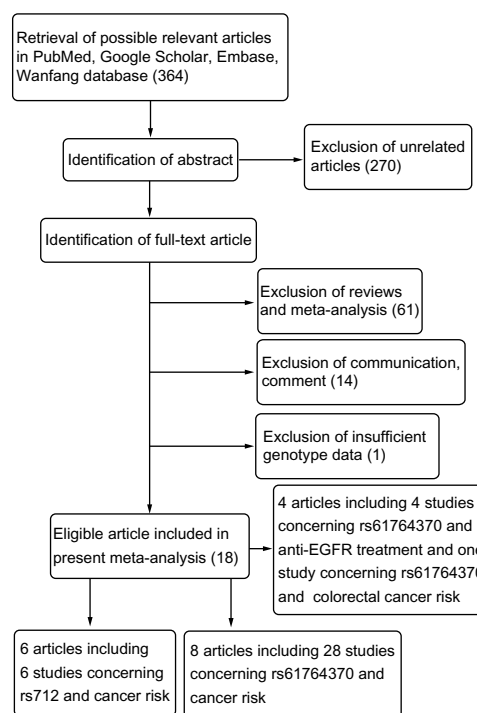 Retrieval of possible relevant articles
in PubMed, Google Scholar, Embase,
Wanfang database (364)
Identification of abstract
Exclusion of unrelated
articles (270)
Identification of full-text article
Exclusion of reviews
and meta-analysis (61)
Exclusion of communication,
comment (14)
Exclusion of insufficient
genotype data (1)
Eligible article included in
present meta-analysis (18)
4 articles including 4 studies
concerning rs61764370 and
anti-EGFR treatment and one
study concerning rs61764370
and colorectal cancer risk
6 articles including
6 studies concerning
rs712 and cancer risk
8 articles including 28 studies
concerning rs61764370 and
cancer risk